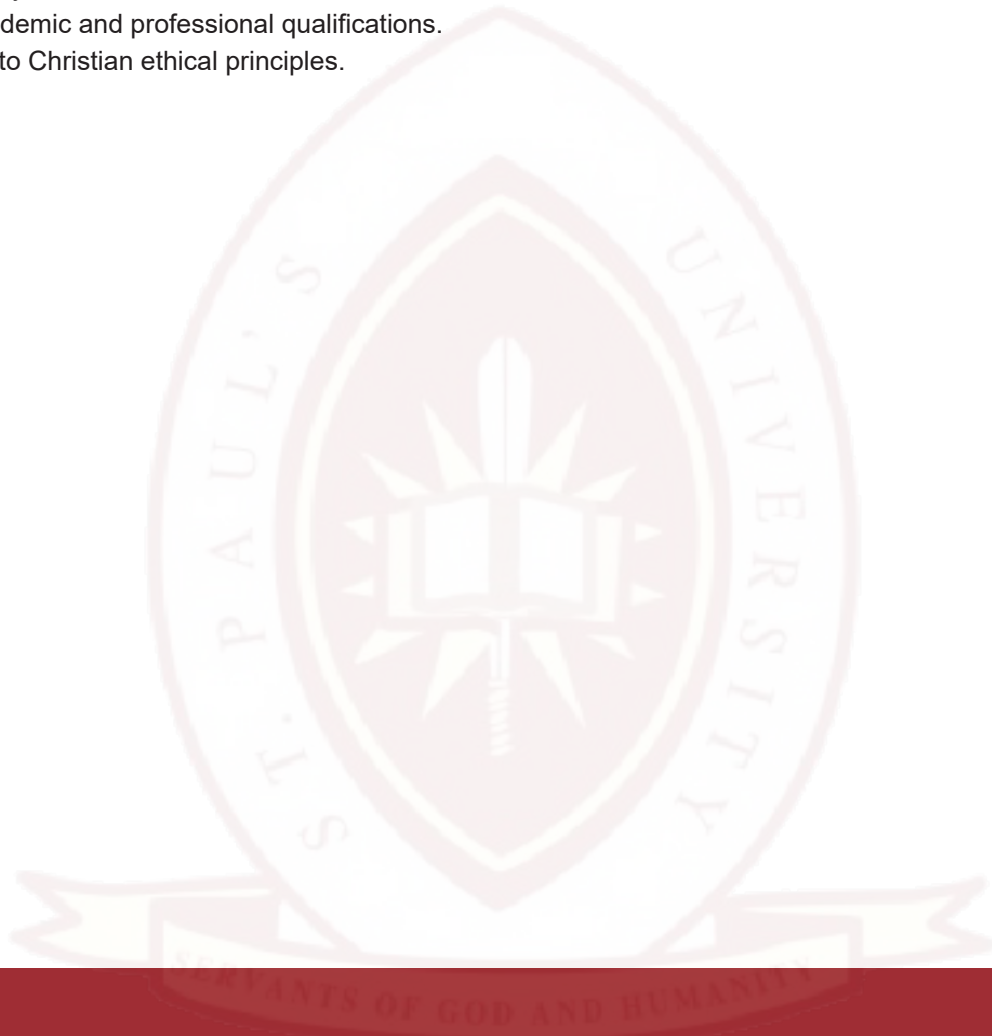 demic and professional qualifications.
to Christian ethical principles.
ST. PAUL'S UNIVERSITY
SERVANTS OF GOD AND HUMANITY